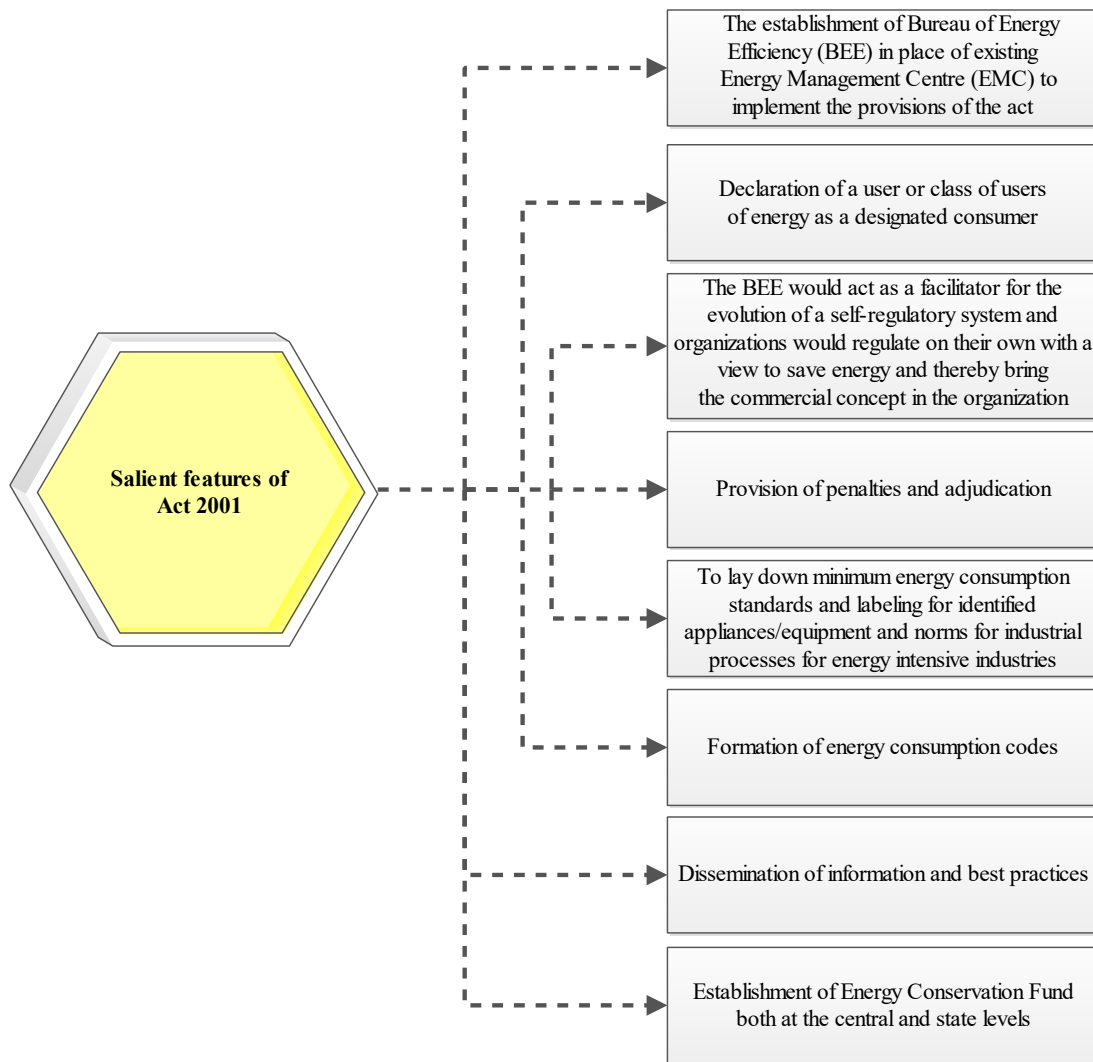 The establishment of Bureau of Energy
Efficiency (BEE) in place of existing
Energy Management Centre (EMC) to
implement the provisions of the act
Declaration of a user or class of users
of energy as a designated consumer
The BEE would act as a facilitator for the
evolution of a self-regulatory system and
organizations would regulate on their own with a
view to save energy and thereby bring
the commercial concept in the organization
Salient features of
Act 2001
Provision of penalties and adjudication
To lay down minimum energy consumption
standards and labeling for identified
appliances/equipment and norms for industrial
processes for energy intensive industries
Formation of energy consumption codes
Dissemination of information and best practices
Establishment of Energy Conservation Fund
both at the central and state levels